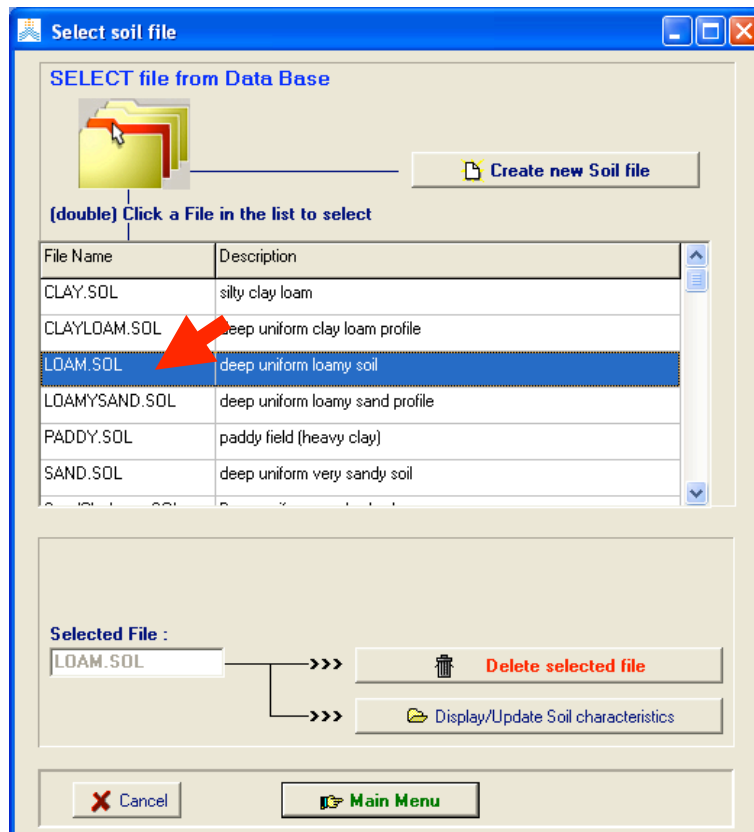 Select soil file
SELECT file from Data Base
Create new Soil file
(double) Click a File in the list to select
File Name Description
CLAY.SOL silty clay loam
CLAYLOAM.SOL deep uniform clay loam profile
LOAM.SOL deep uniform loamy soil
LOAMYSAND.SOL deep uniform loamy sand profile
PADDY.SOL paddy field (heavy clay)
SAND.SOL deep uniform very sandy soil
Selected File :
LOAM.SOL >>> Delete selected file
>>> Display/Update Soil characteristics
Cancel Main Menu